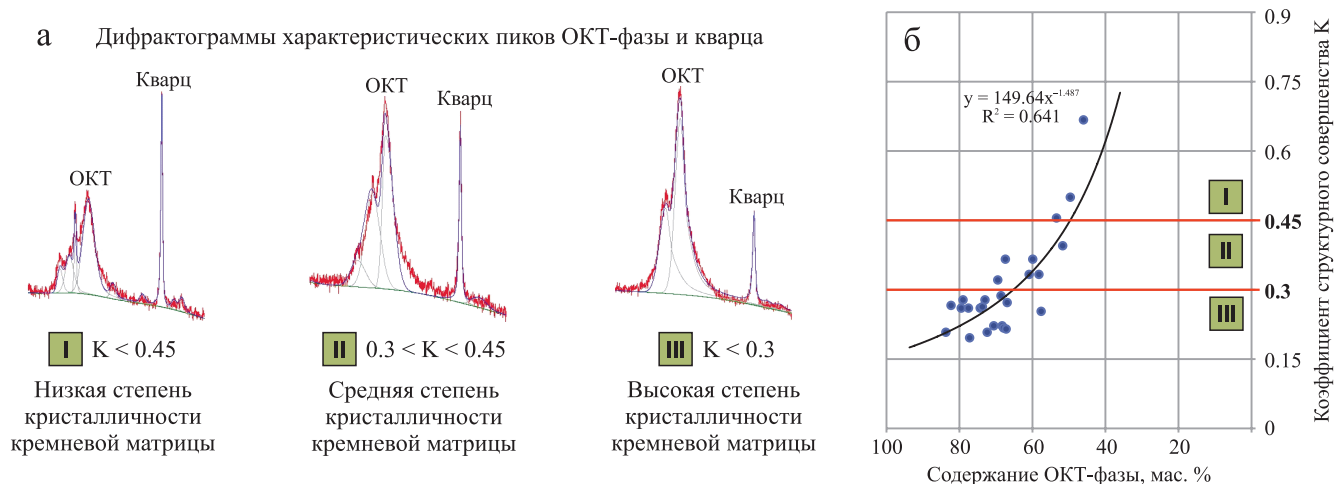 а Дифрактограммы характеристических пиков ОКТ-фазы и кварца
Кварц
ОКТ
ОКТ
Кварц
ОКТ
Кварц
I K < 0.45
Низкая степень
кристалличности
кремневой матрицы
II 0.3 < K < 0.45
Средняя степень
кристалличности
кремневой матрицы
III K < 0.3
Высокая степень
кристалличности
кремневой матрицы
б
y = 149.64x⁻¹·⁴⁸⁷
R² = 0.641
0.9
0.75
0.6
0.45
0.3
0.15
0
I
II
III
100 80 60 40 20
Содержание ОКТ-фазы, мас. %
Коэффициент структурного совершенства K